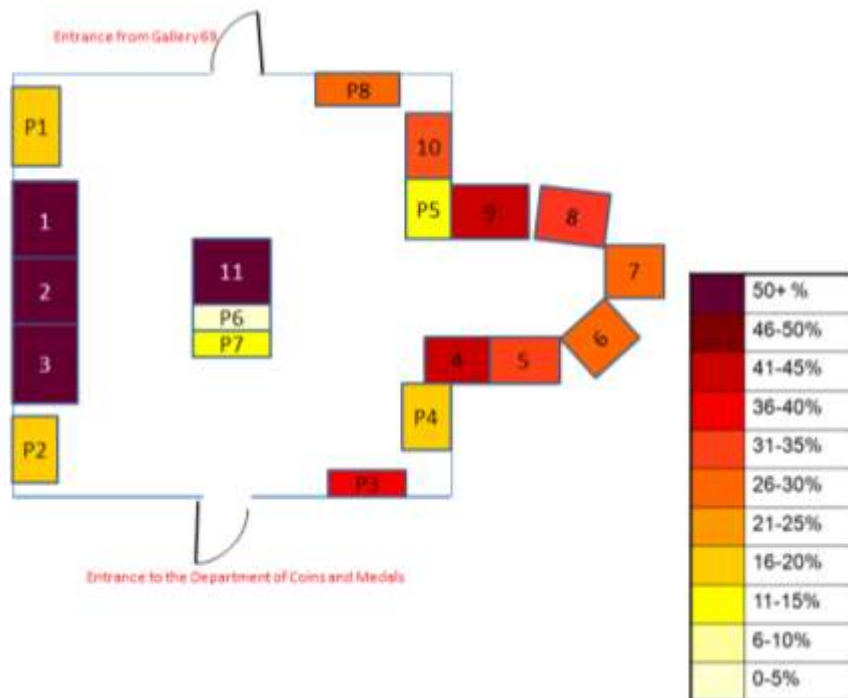 Entrance from Gallery 69
P8
P1
10
1
P5
9
8
11
7
2
P6
P7
6
3
4
5
P4
P2
P3
Entrance to the Department of Coins and Medals
50+ %
46-50%
41-45%
36-40%
31-35%
26-30%
21-25%
16-20%
11-15%
6-10%
0-5%